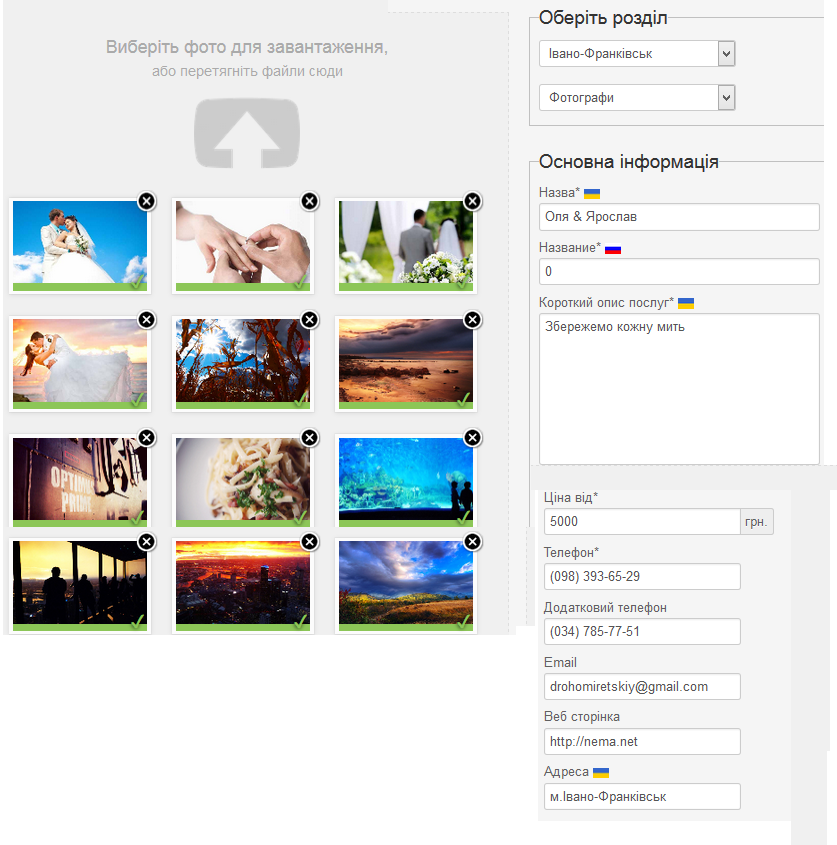 Виберіть фото для завантаження,
або перетягніть файли сюди
OPTIMUS
PRIME
Оберіть розділ
Івано-Франківськ
Фотографи
Основна інформація
Назва*
Оля & Ярослав
Название*
0
Короткий опис послуг*
Збережемо кожну мить
Ціна від*
5000 грн.
Телефон*
(098) 393-65-29
Додатковий телефон
(034) 785-77-51
Email
drohomiretskiy@gmail.com
Веб сторінка
http://nema.net
Адреса
м.Івано-Франківськ